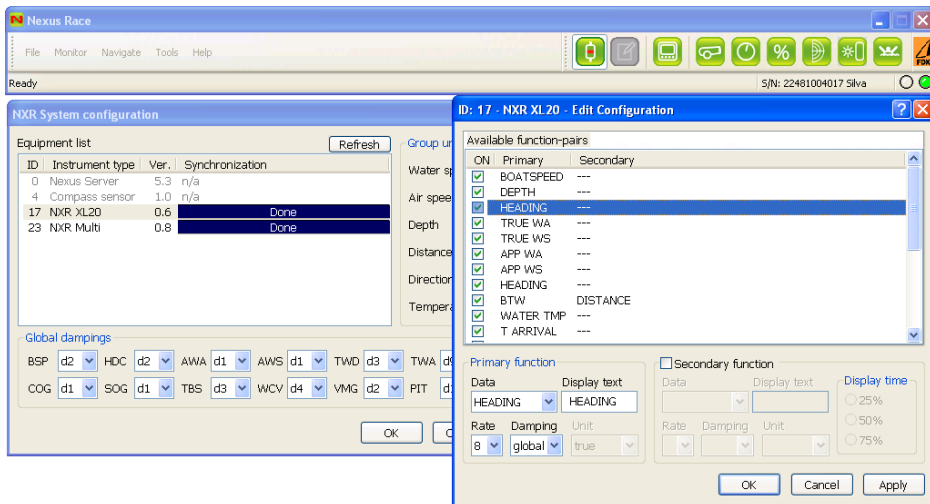 Nexus Race
File Monitor Navigate Tools Help
%
FDX
Ready
S/N: 22481004017 Silva
NXR System configuration
Equipment list
Refresh
ID Instrument type Ver. Synchronization
0 Nexus Server 5.3 n/a
4 Compass sensor 1.0 n/a
17 NXR XL20 0.6 Done
23 NXR Multi 0.8 Done
Group un
Water sp
Air spee
Depth
Distance
Direction
Tempera
Global dampings
BSP d2 HDC d2 AWA d1 AWS d1 TWD d3 TWA d9
COG d1 SOG d1 TBS d3 WCV d4 VMG d2 PIT d1
OK
C
ID: 17 - NXR XL20 - Edit Configuration
Available function-pairs
ON Primary Secondary
BOATSPEED ---
DEPTH ---
HEADING ---
TRUE WA ---
TRUE WS ---
APP WA ---
APP WS ---
HEADING ---
BTW DISTANCE
WATER TMP ---
T ARRIVAL ---
Primary function
Data Display text
HEADING HEADING
Rate Damping Unit
8 global true
Secondary function
Data Display text
Rate Damping Unit
Display time
25%
50%
75%
OK Cancel Apply